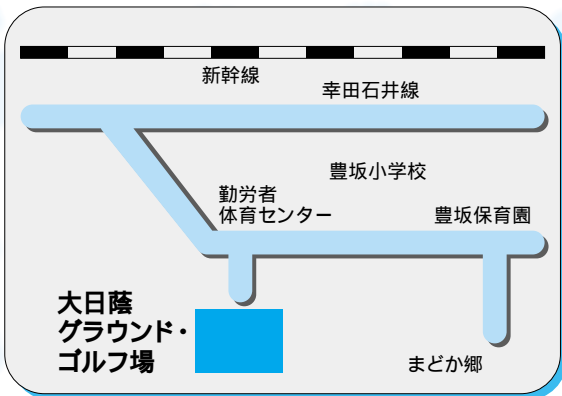 新幹線
幸田石井線
豊坂小学校
勤労者
体育センター
豊坂保育園
大日蔭
グラウンド・
ゴルフ場
まどか郷